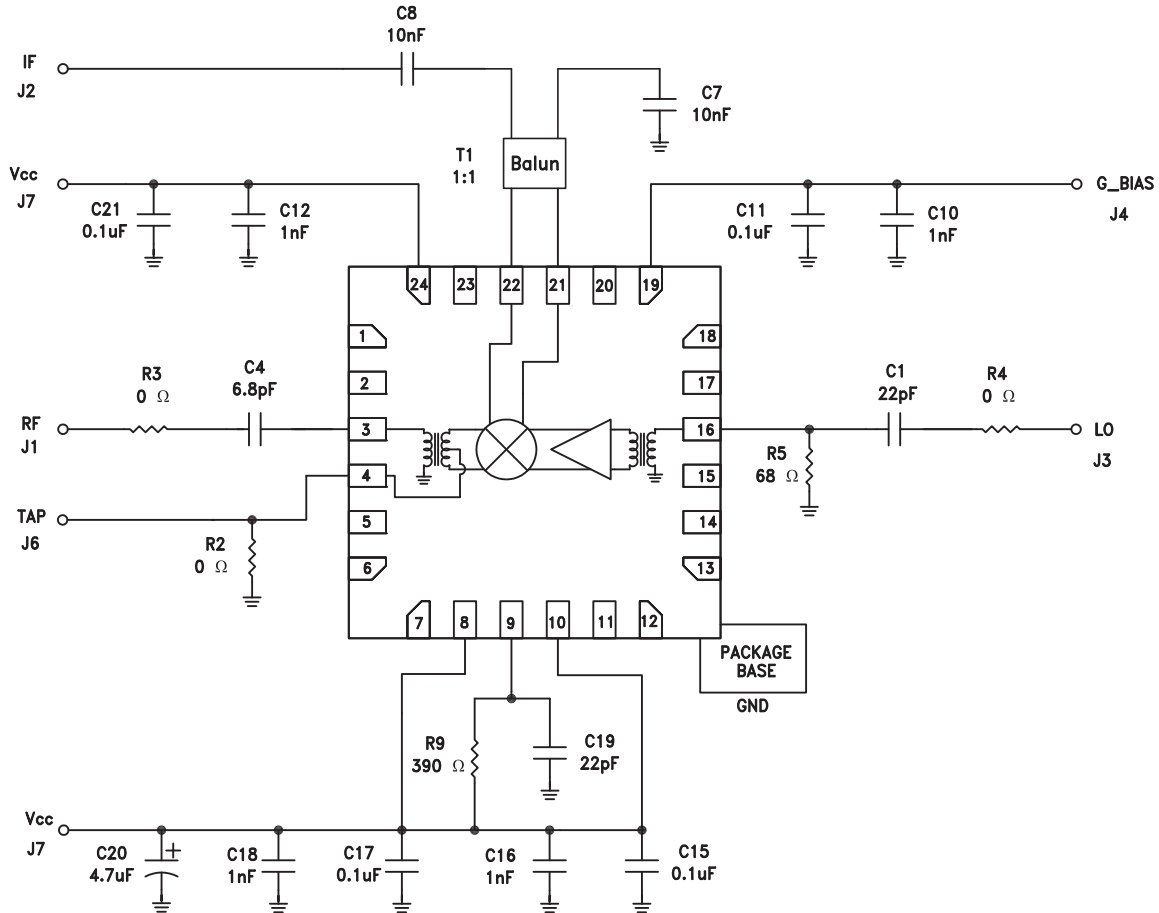 C8
10nF
IF
J2
C7
10nF
T1
1:1
Balun
Vcc
J7
C21
0.1uF
C12
1nF
C11
0.1uF
C10
1nF
G_BIAS
J4
24
23
22
21
20
19
1
2
3
4
5
6
18
17
16
15
14
13
7
8
9
10
11
12
R3
0 Ω
C4
6.8pF
RF
J1
C1
22pF
R4
0 Ω
LO
J3
R5
68 Ω
TAP
J6
R2
0 Ω
PACKAGE
BASE
GND
R9
390 Ω
C19
22pF
Vcc
J7
C20
4.7uF
+
C18
1nF
C17
0.1uF
C16
1nF
C15
0.1uF